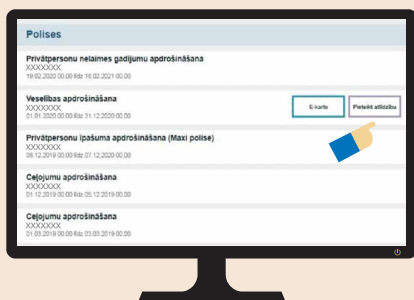 Polises
Privātpersonu nelaimes gadījumu apdrošināšana
XXXXXXX
19.02.2020 00.00 līdz 16.02.2021 00.00
Veselības apdrošināšana
XXXXXXX
01.01.2020 00.00 līdz 31.12.2020 00.00
E-karte
Pieteikt atlīdzību
Privātpersonu īpašuma apdrošināšana (Maxi polise)
XXXXXXX
08.12.2019 00.00 līdz 07.12.2020 00.00
Ceļojumu apdrošināšana
XXXXXXX
01.12.2019 00.00 līdz 05.12.2019 00.00
Ceļojumu apdrošināšana
XXXXXXX
01.03.2019 00.00 līdz 03.03.2019 00.00